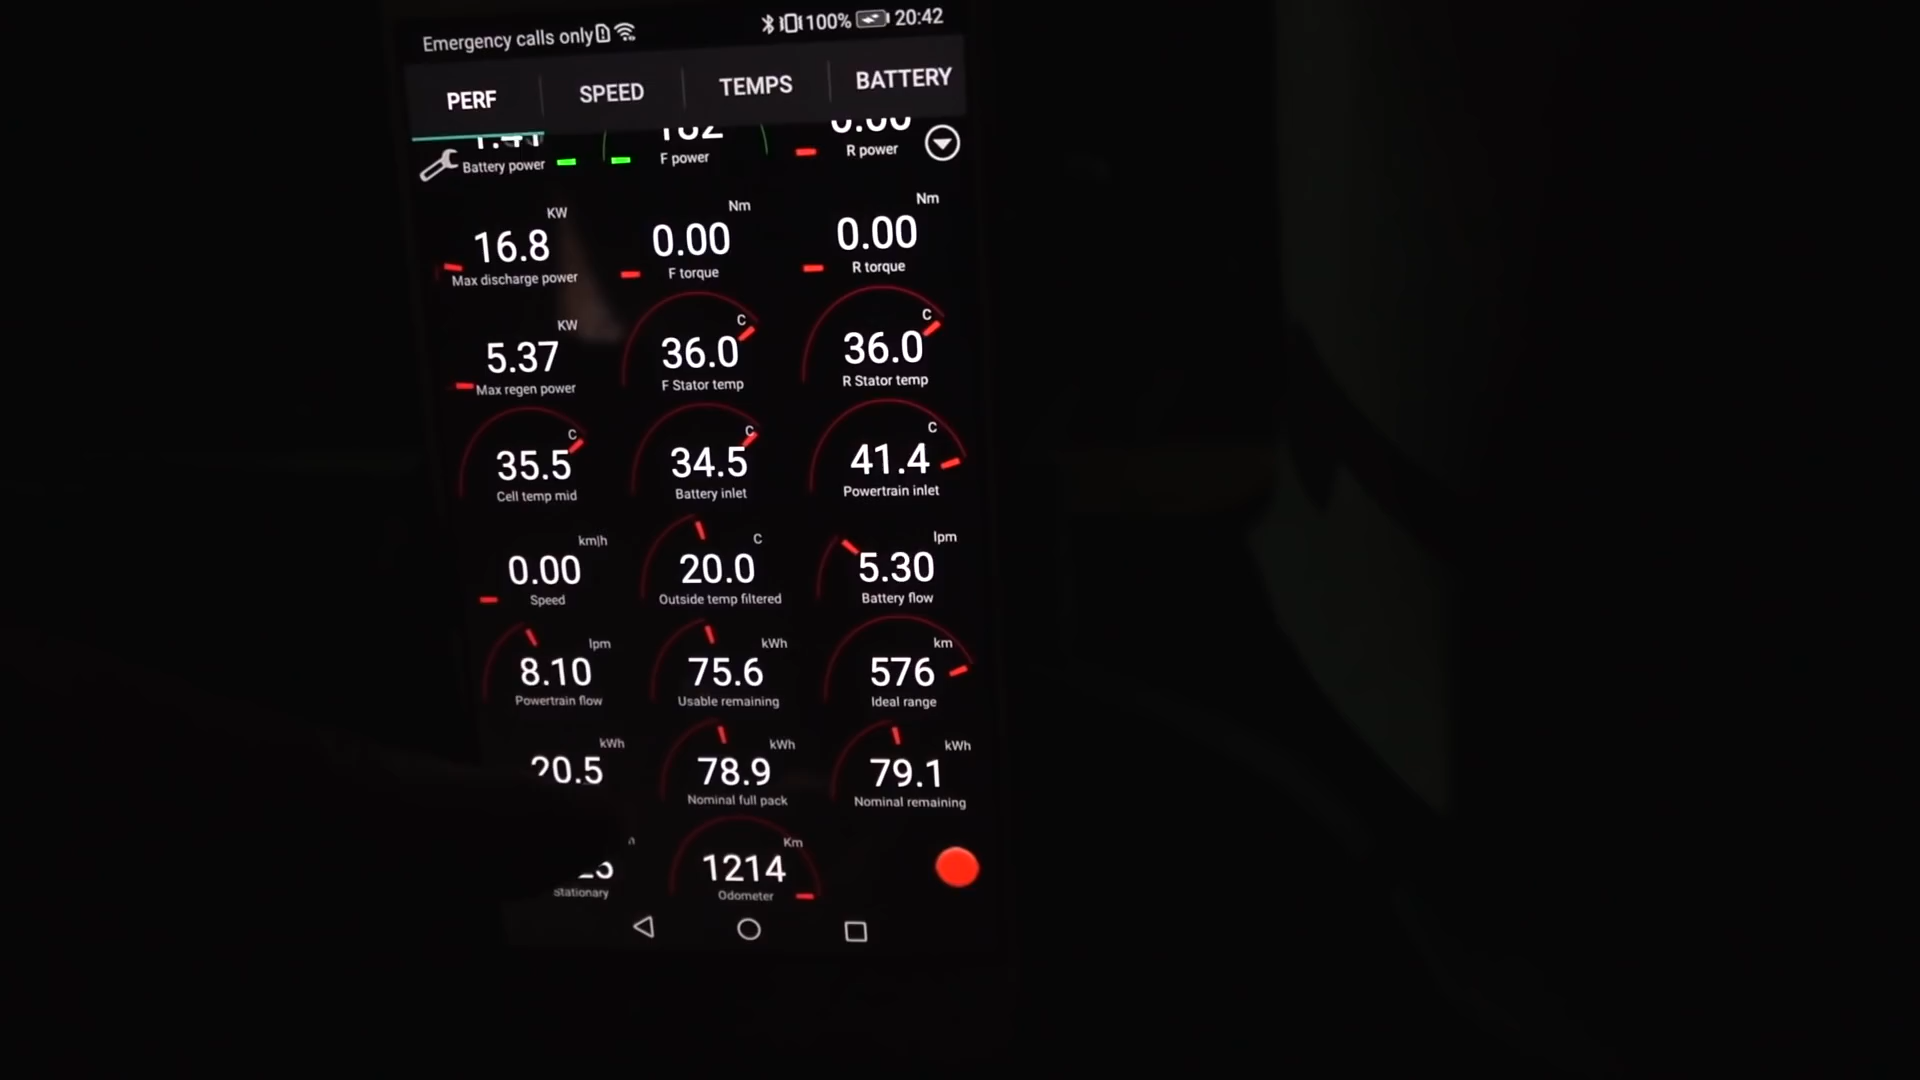 Emergency calls only 100% 20:42
PERF SPEED TEMPS BATTERY
Battery power F power R power
KW Nm Nm
16.8 0.00 0.00
Max discharge power F torque R torque
KW C C
5.37 36.0 36.0
Max regen power F Stator temp R Stator temp
C C C
35.5 34.5 41.4
Cell temp mid Battery inlet Powertrain inlet
km|h C lpm
0.00 20.0 5.30
Speed Outside temp filtered Battery flow
lpm kWh km
8.10 75.6 576
Powertrain flow Usable remaining Ideal range
kWh kWh kWh
78.9 79.1
Nominal full pack Nominal remaining
Km
1214
stationary Odometer